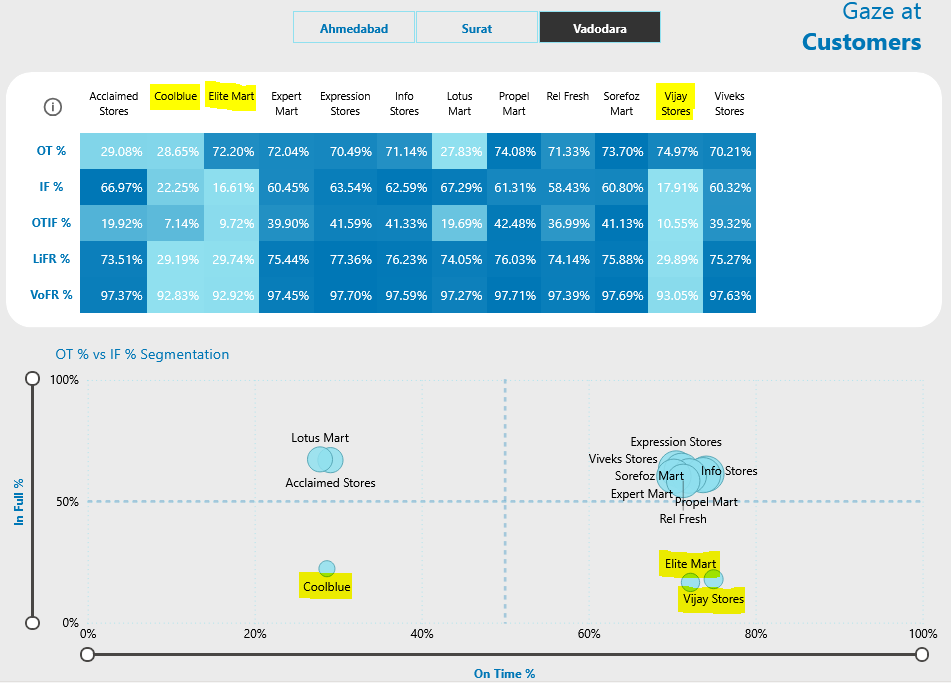 Gaze at
Customers
Ahmedabad Surat Vadodara
Acclaimed Stores Coolblue Elite Mart Expert Mart Expression Stores Info Stores Lotus Mart Propel Mart Rel Fresh Sorefoz Mart Vijay Stores Viveks Stores
OT % 29.08% 28.65% 72.20% 72.04% 70.49% 71.14% 27.83% 74.08% 71.33% 73.70% 74.97% 70.21%
IF % 66.97% 22.25% 16.61% 60.45% 63.54% 62.59% 67.29% 61.31% 58.43% 60.80% 17.91% 60.32%
OTIF % 19.92% 7.14% 9.72% 39.90% 41.59% 41.33% 19.69% 42.48% 36.99% 41.13% 10.55% 39.32%
LiFR % 73.51% 29.19% 29.74% 75.44% 77.36% 76.23% 74.05% 76.03% 74.14% 75.88% 29.89% 75.27%
VoFR % 97.37% 92.83% 92.92% 97.45% 97.70% 97.59% 97.27% 97.71% 97.39% 97.69% 93.05% 97.63%
OT % vs IF % Segmentation
100%
Lotus Mart
Expression Stores
Viveks Stores
Info Stores
Sorefoz Mart
Acclaimed Stores
Expert Mart
50%
Propel Mart
Rel Fresh
In Full %
Elite Mart
Coolblue
Vijay Stores
0%
0% 20% 40% 60% 80% 100%
On Time %